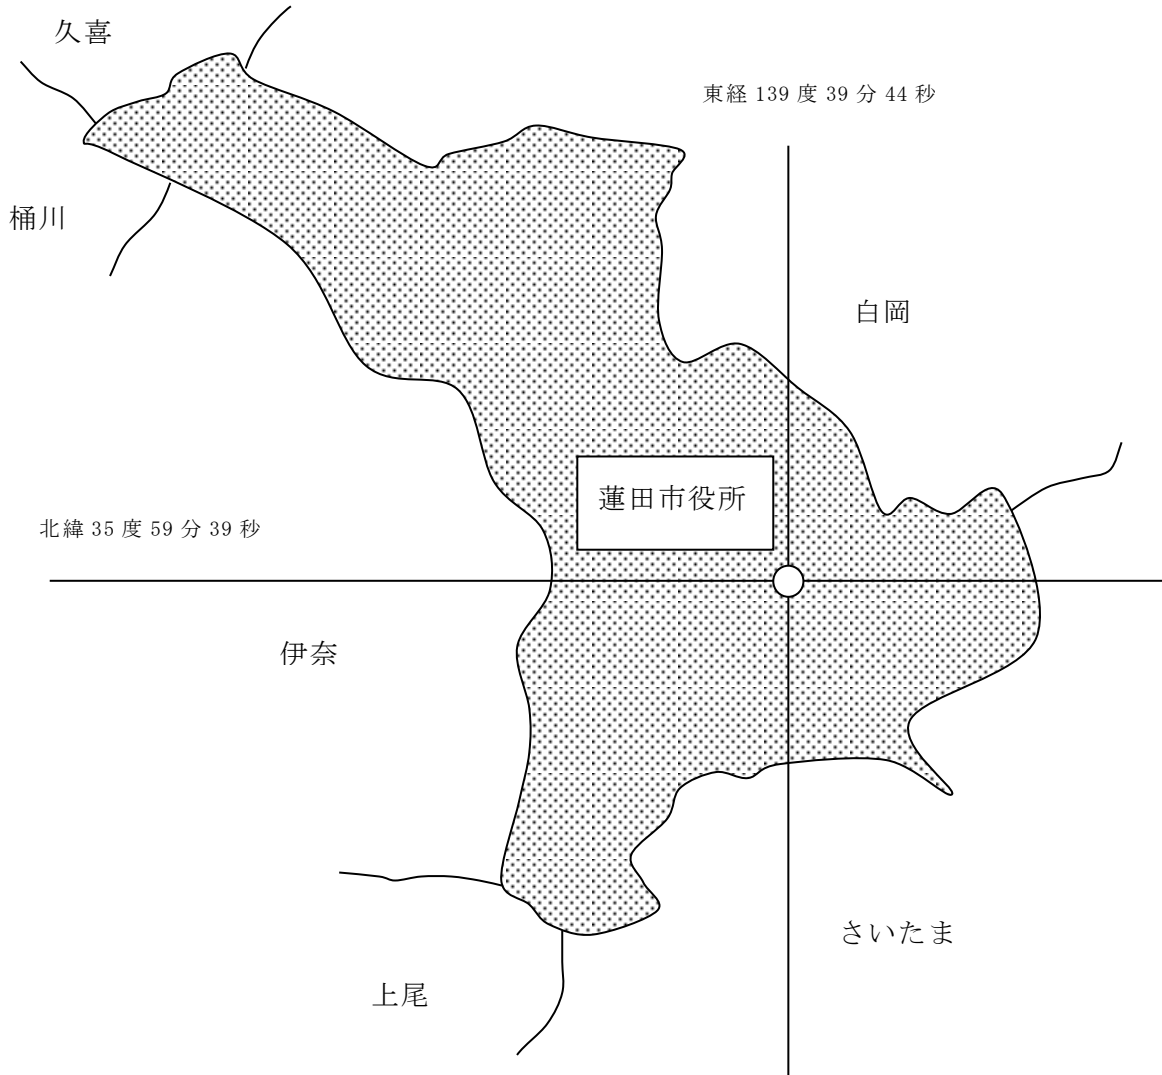 久喜
東経 139 度 39 分 44 秒
桶川
白岡
蓮田市役所
北緯 35 度 59 分 39 秒
伊奈
さいたま
上尾